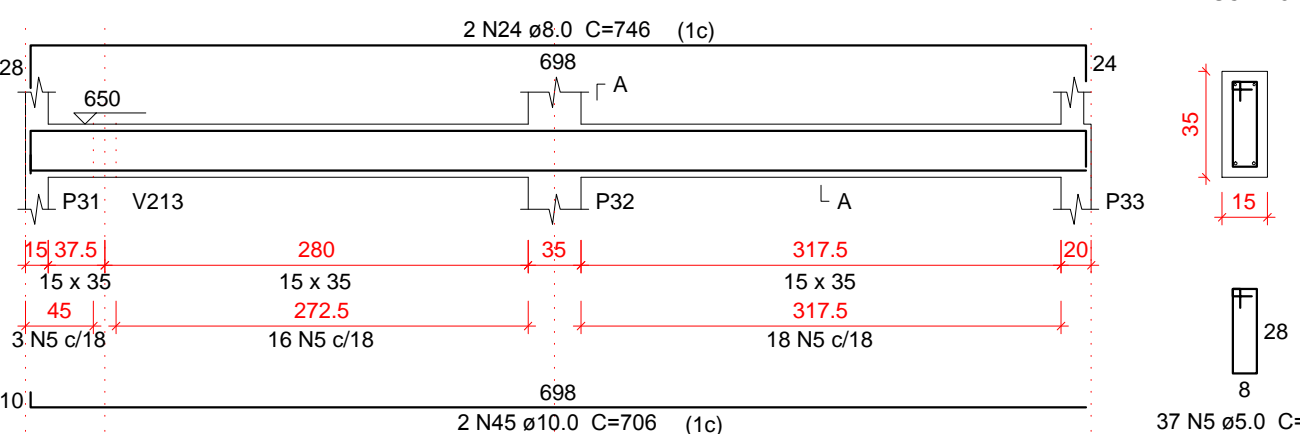 2 N24 ø8.0 C=746 (1c)
28
698
24
A
650
35
P31 V213
P32
A
P33
15
15 37.5 280 35 317.5 20
15 x 35 15 x 35 15 x 35
45 272.5 317.5
3 N5 c/18 16 N5 c/18 18 N5 c/18
28
8
10
698
2 N45 ø10.0 C=706 (1c)
37 N5 ø5.0 C=